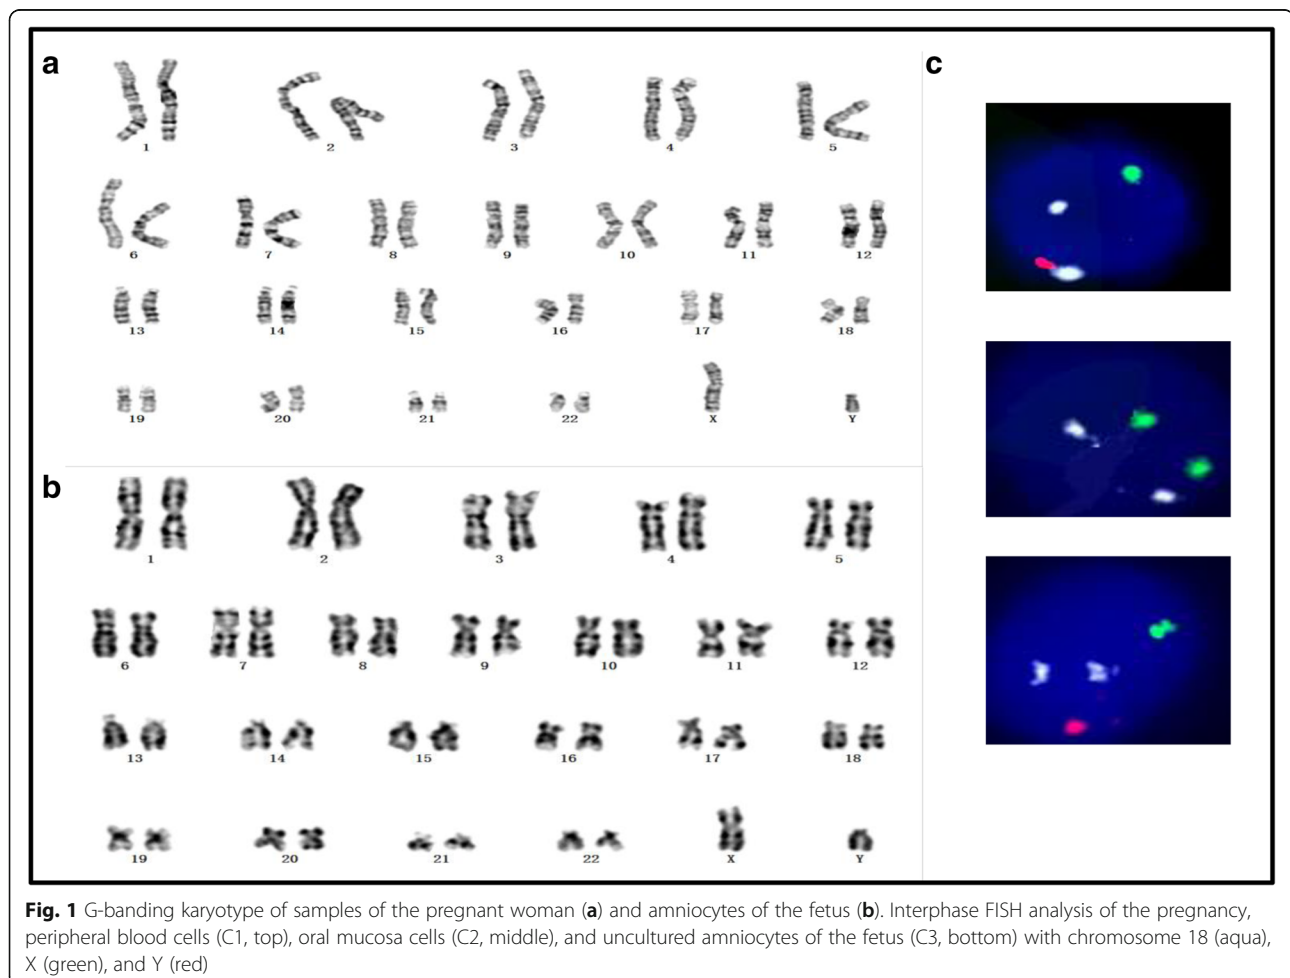 a
1 2 3 4 5
6 7 8 9 10 11 12
13 14 15 16 17 18
19 20 21 22 X Y
b
1 2 3 4 5
6 7 8 9 10 11 12
13 14 15 16 17 18
19 20 21 22 X Y
c
Fig. 1 G-banding karyotype of samples of the pregnant woman (a) and amniocytes of the fetus (b). Interphase FISH analysis of the pregnancy,
peripheral blood cells (C1, top), oral mucosa cells (C2, middle), and uncultured amniocytes of the fetus (C3, bottom) with chromosome 18 (aqua),
X (green), and Y (red)